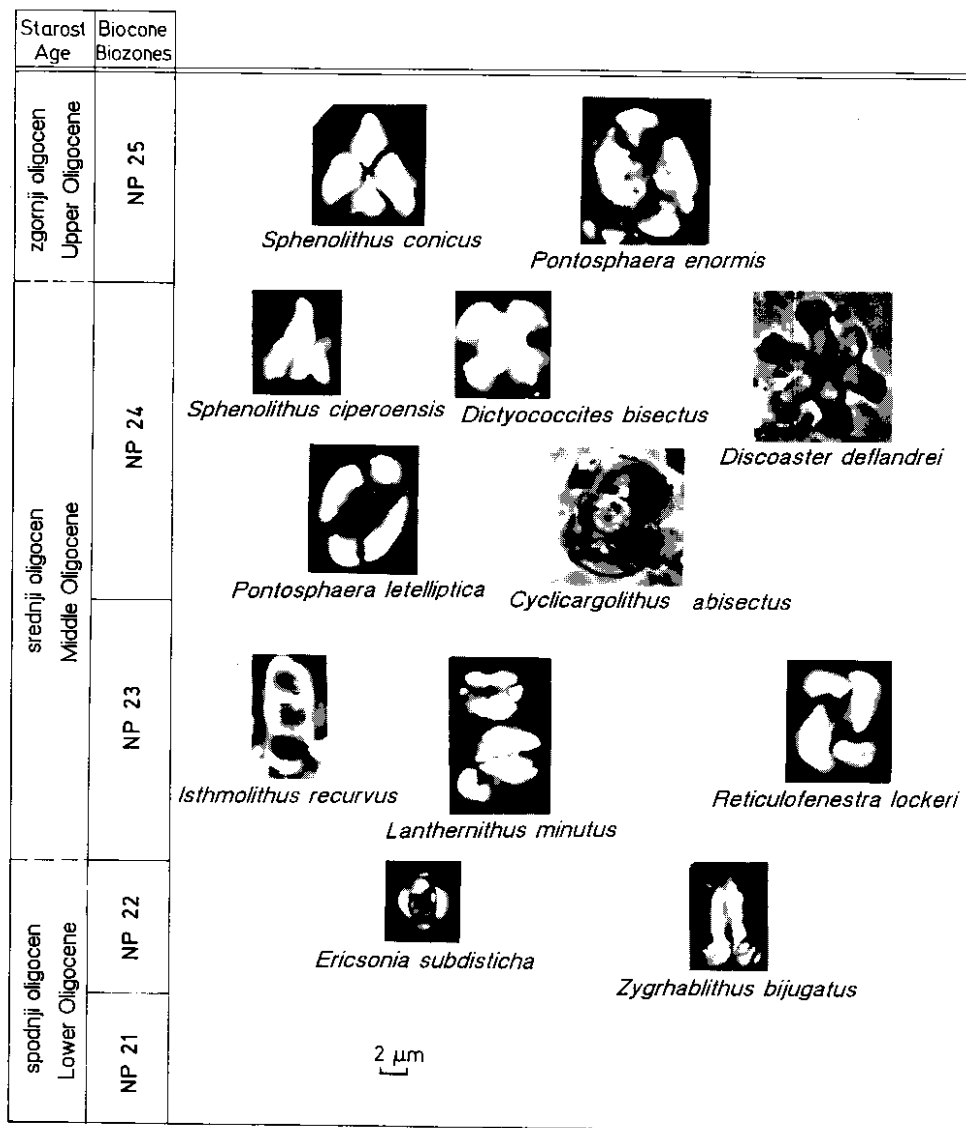 Starost Age
Biocone Biozones
zgornji oligocen
Upper Oligocene
NP 25
Sphenolithus conicus
Pontosphaera enormis
srednji oligocen
Middle Oligocene
NP 24
Sphenolithus ciperoensis
Dictyococcites bisectus
Discoaster deflandrei
Pontosphaera letelliptica
Cyclicargolithus abisectus
NP 23
Isthmolithus recurvus
Lanthernithus minutus
Reticulofenestra lockeri
spodnji oligocen
Lower Oligocene
NP 22
Ericsonia subdisticha
Zygrhablithus bijugatus
NP 21
2 µm